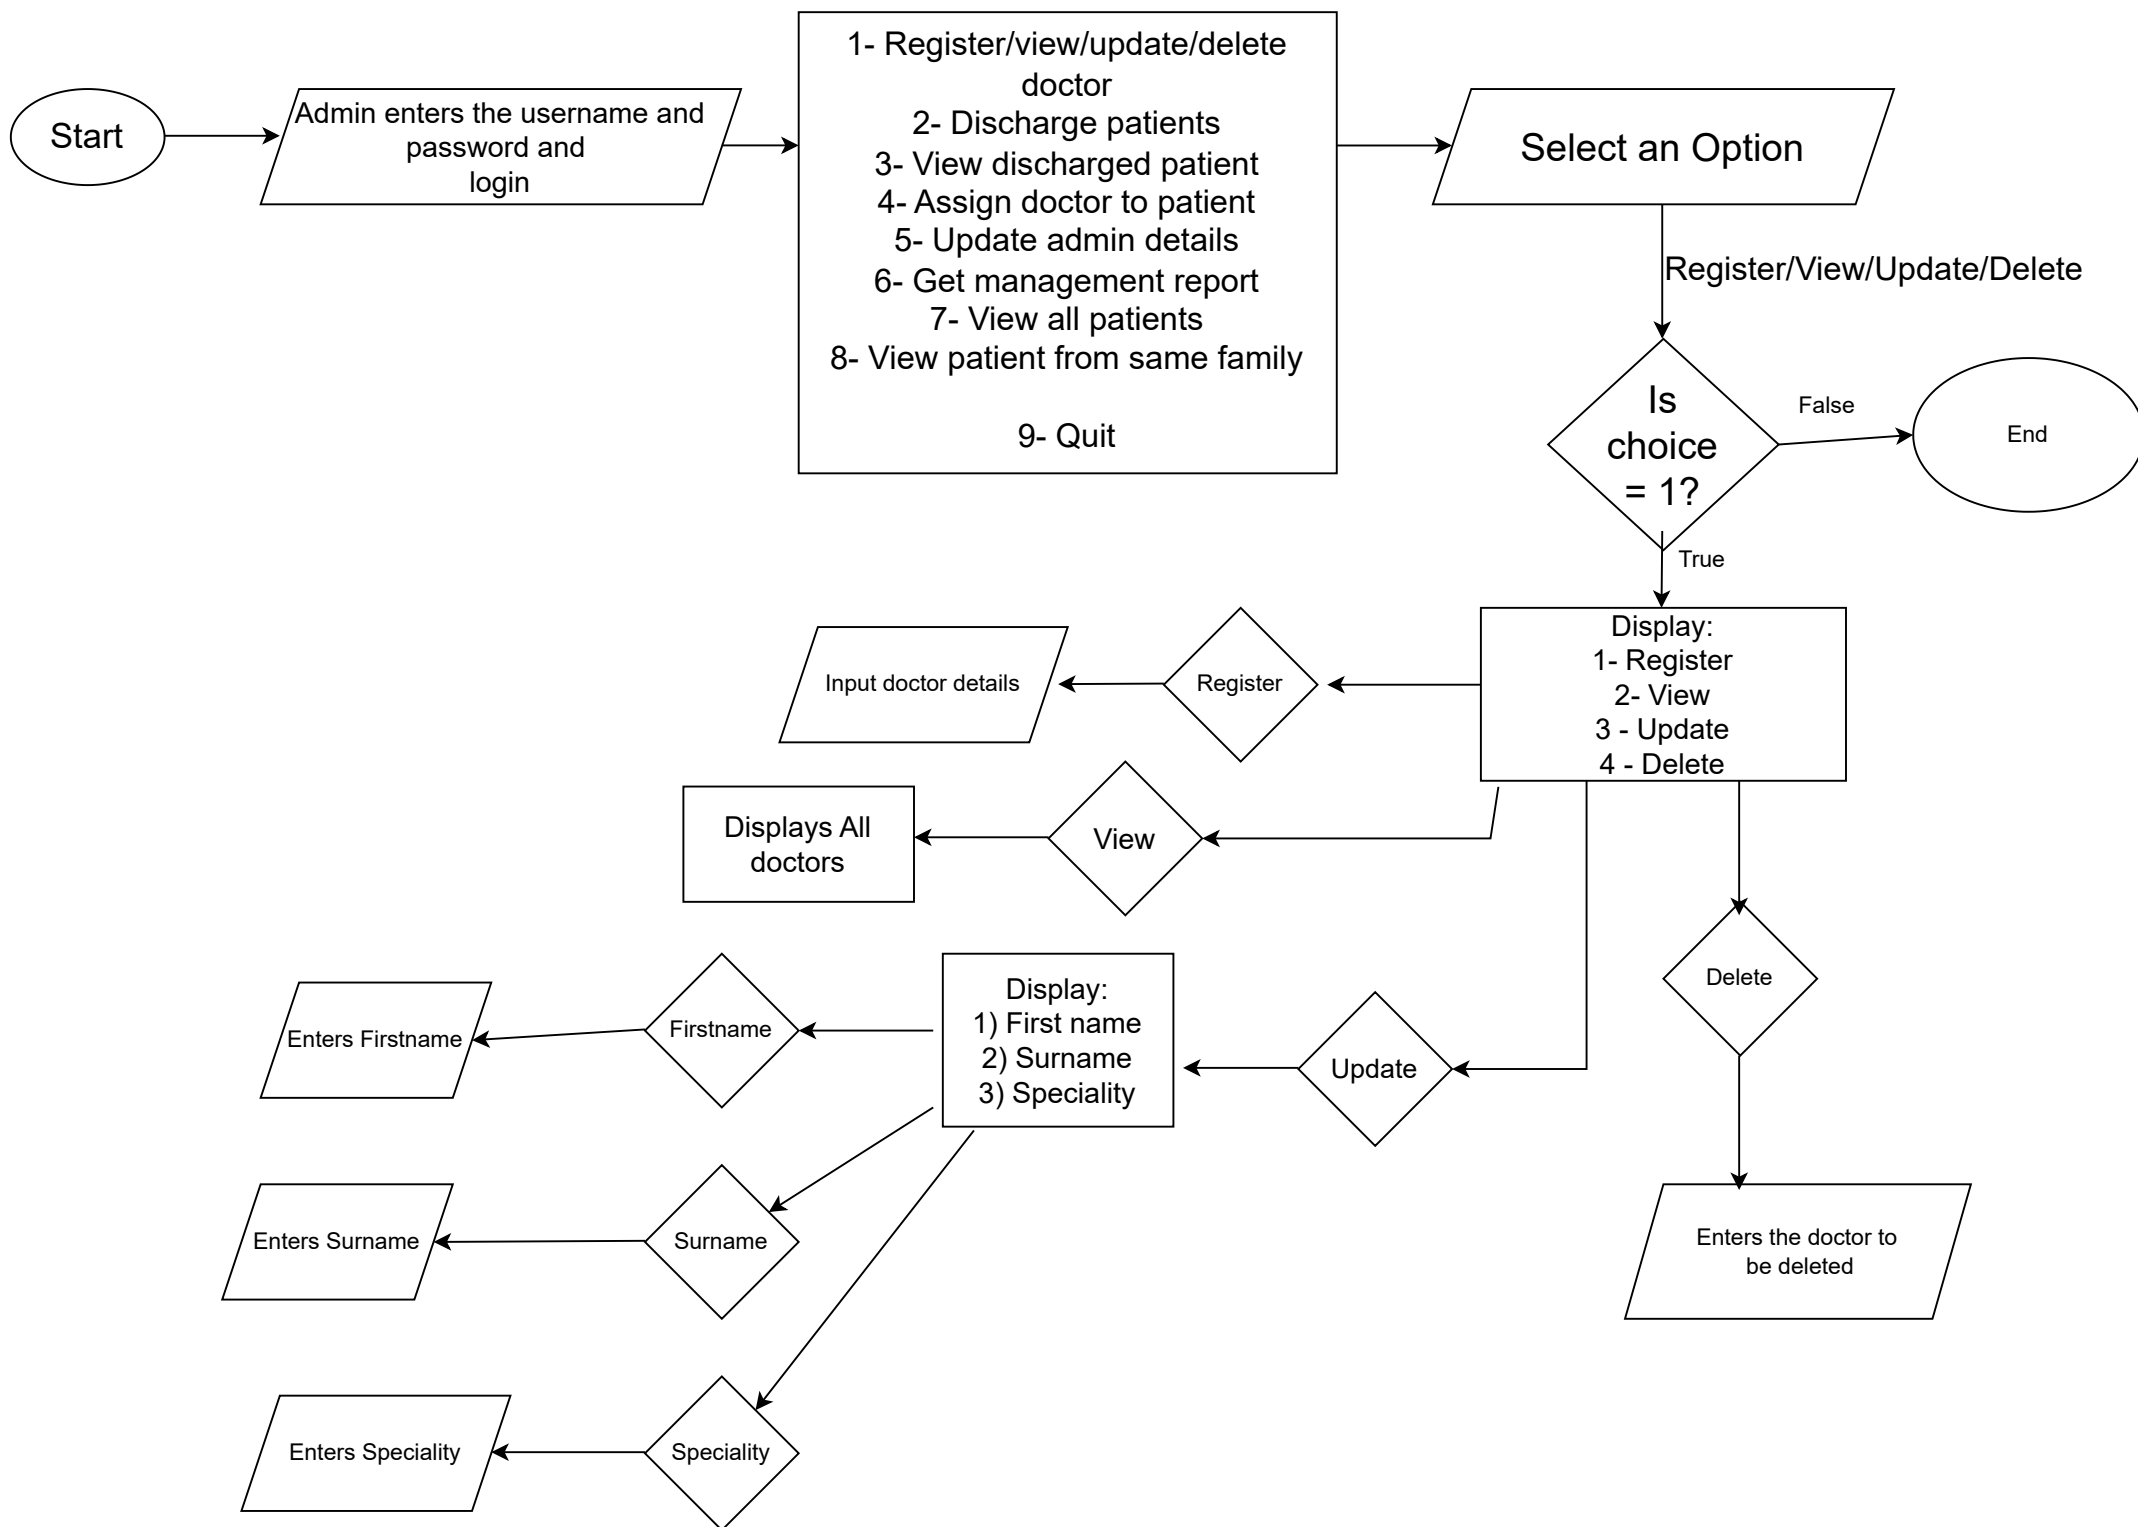 Start
Admin enters the username and
password and
login
1- Register/view/update/delete
doctor
2- Discharge patients
3- View discharged patient
4- Assign doctor to patient
5- Update admin details
6- Get management report
7- View all patients
8- View patient from same family
9- Quit
Select an Option
Register/View/Update/Delete
Is
choice
= 1?
False
End
True
Display:
1- Register
2- View
3 - Update
4 - Delete
Register
Input doctor details
View
Displays All
doctors
Delete
Enters the doctor to
be deleted
Update
Display:
1) First name
2) Surname
3) Speciality
Firstname
Enters Firstname
Surname
Enters Surname
Speciality
Enters Speciality